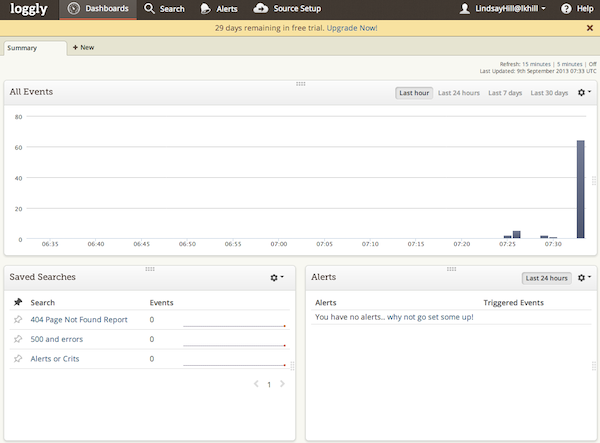 loggly Dashboards Search Alerts Source Setup LindsayHill@lkhill Help
29 days remaining in free trial. Upgrade Now!
Summary + New
Refresh: 15 minutes | 5 minutes | Off
Last Updated: 9th September 2013 07:33 UTC
All Events Last hour Last 24 hours Last 7 days Last 30 days
80
60
40
20
0
06:35 06:40 06:45 06:50 06:55 07:00 07:05 07:10 07:15 07:20 07:25 07:30
Saved Searches
Search Events
404 Page Not Found Report 0
500 and errors 0
Alerts or Crits 0
1
Alerts Last 24 hours
Alerts Triggered Events
You have no alerts.. why not go set some up!